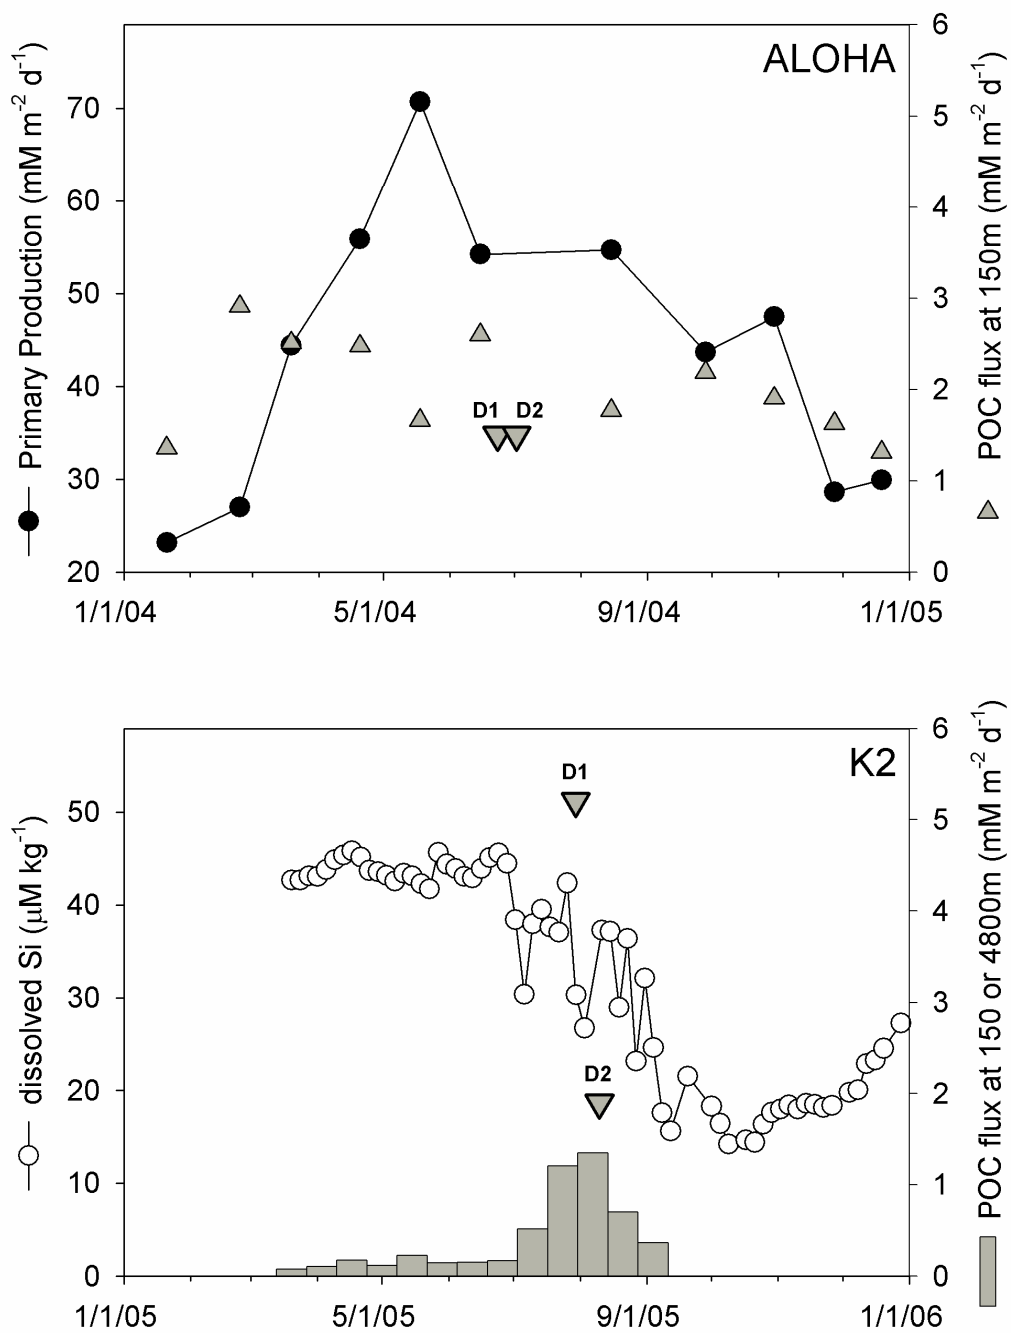 ALOHA
Primary Production (mM m-2 d-1)
70
60
50
40
30
20
6
5
4
3
2
1
0
POC flux at 150m (mM m-2 d-1)
D1 D2
1/1/04 5/1/04 9/1/04 1/1/05
K2
dissolved Si (μM kg-1)
50
40
30
20
10
0
6
5
4
3
2
1
0
POC flux at 150 or 4800m (mM m-2 d-1)
D1
D2
1/1/05 5/1/05 9/1/05 1/1/06